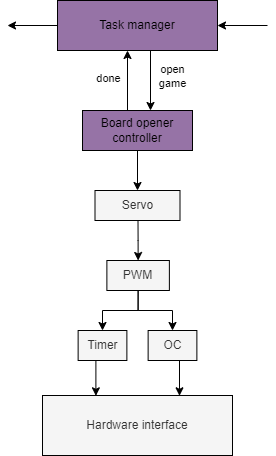 Task manager
done
open
game
Board opener
controller
Servo
PWM
Timer
OC
Hardware interface